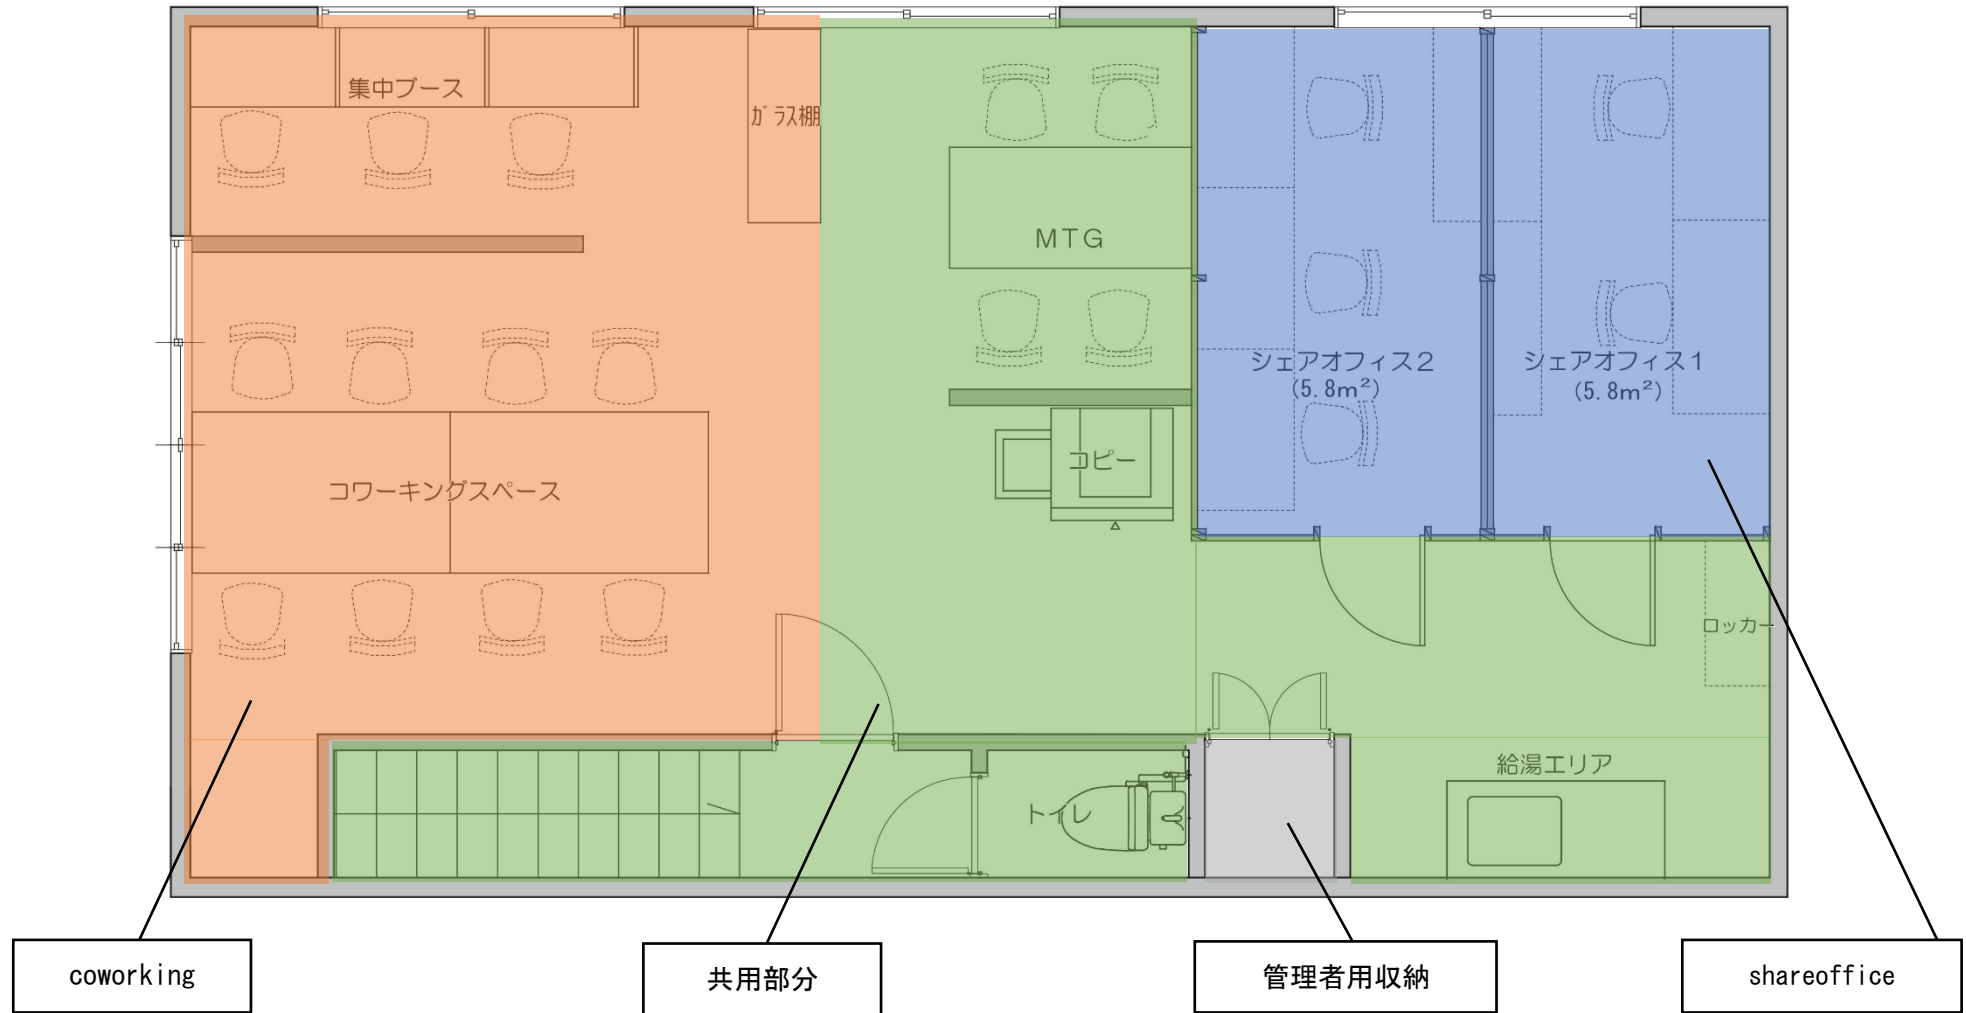 集中ブース
ガラス棚
MTG
シェアオフィス2
(5.8m²)
シェアオフィス1
(5.8m²)
コピー
コワーキングスペース
ロッカー
給湯エリア
トイレ
coworking
共用部分
管理者用収納
shareoffice